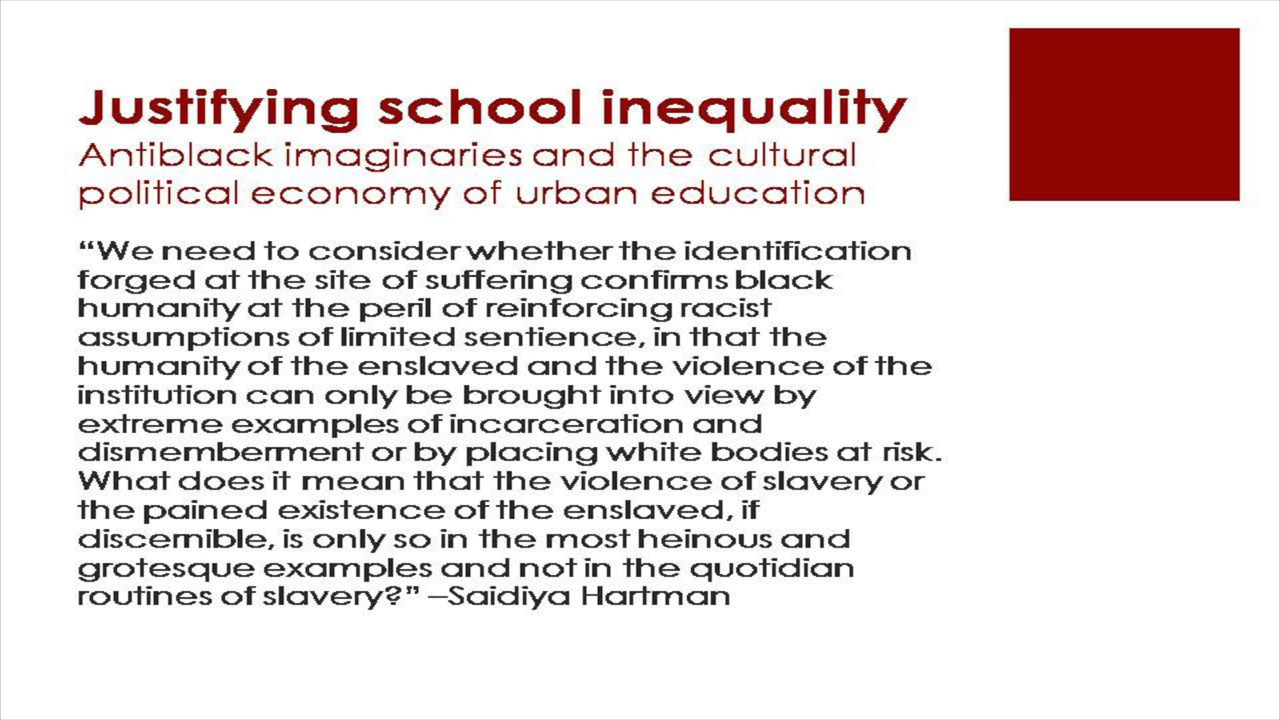 Justifying school inequality
Antiblack imaginaries and the cultural
political economy of urban education
“We need to consider whether the identification
forged at the site of suffering confirms black
humanity at the peril of reinforcing racist
assumptions of limited sentience, in that the
humanity of the enslaved and the violence of the
institution can only be brought into view by
extreme examples of incarceration and
dismemberment or by placing white bodies at risk.
What does it mean that the violence of slavery or
the pained existence of the enslaved, if
discernible, is only so in the most heinous and
grotesque examples and not in the quotidian
routines of slavery?” –Saidiya Hartman